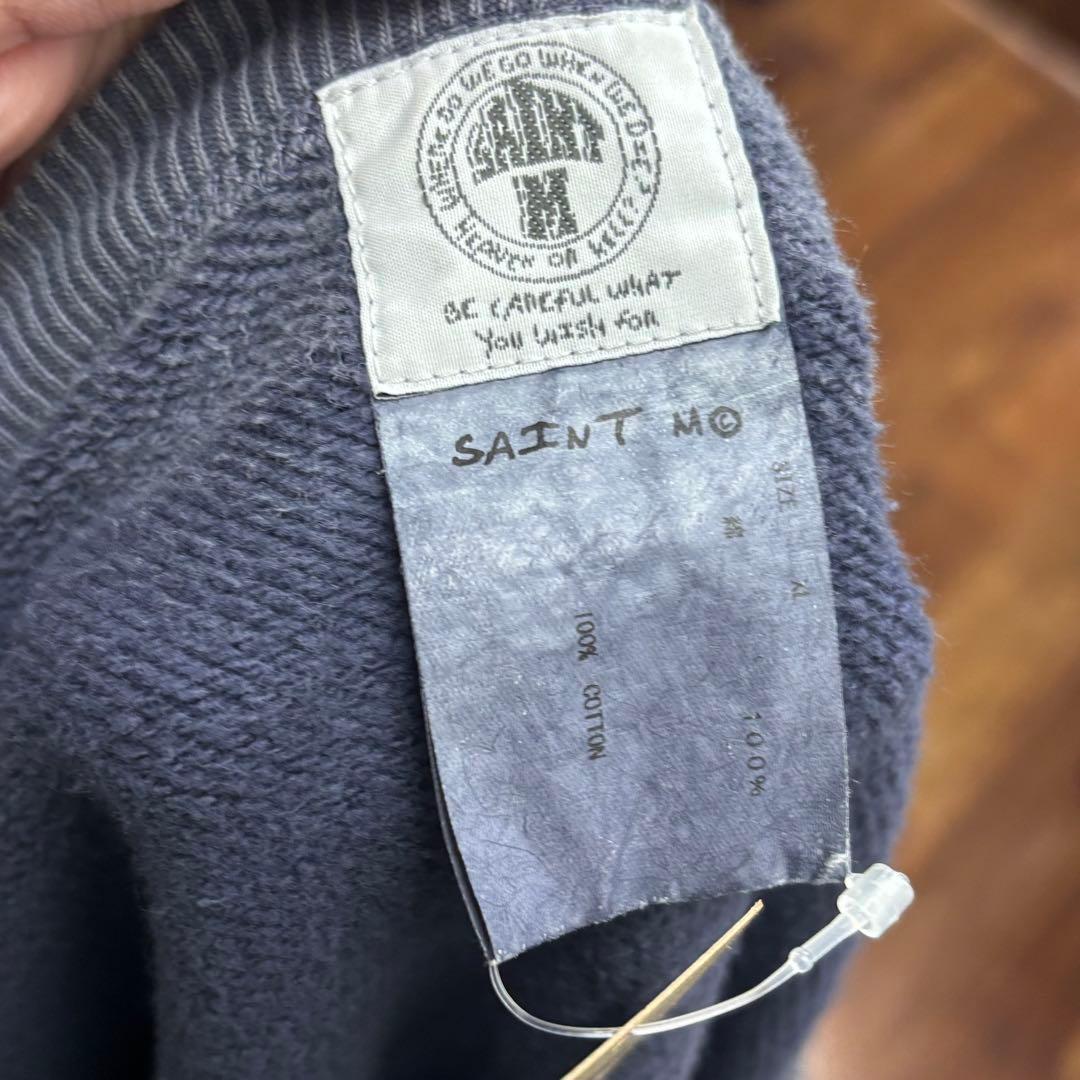 WHERE DO WE GO WHEN WE DIE?
HEAVEN OR HELL?
SAINT
M
BE CAREFUL WHAT
YOU WISH FOR
SAINT M©
SIZE XL
綿 100%
100% COTTON